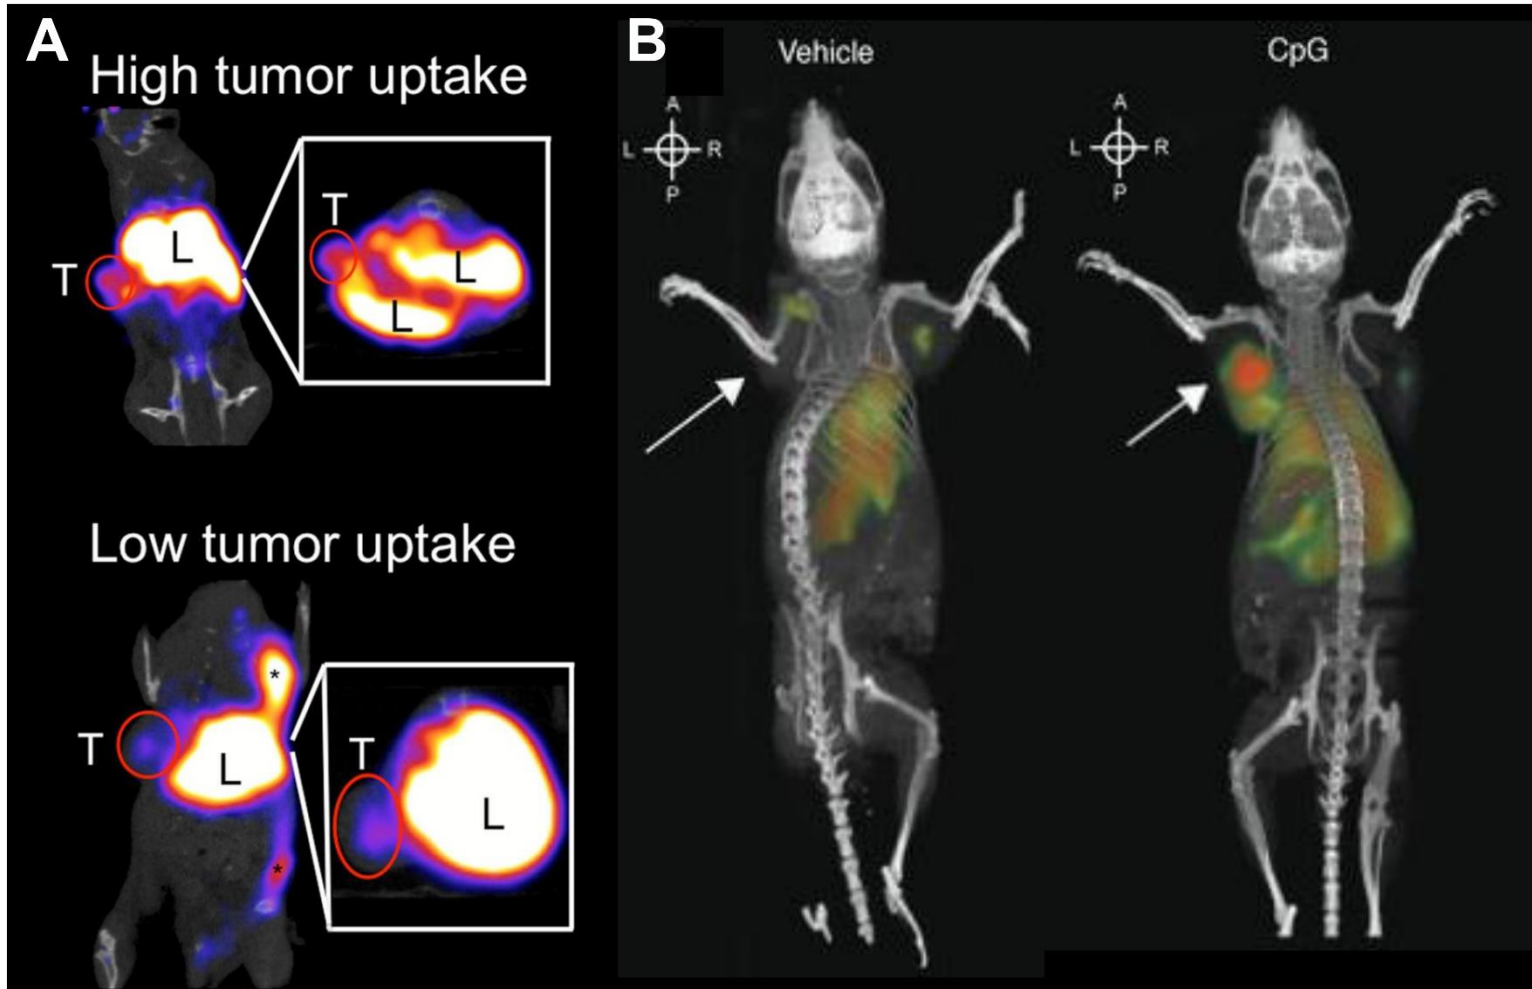 A
High tumor uptake
T
L
T
L
L
Low tumor uptake
*
T
L
*
T
L
B
Vehicle
A
L R
P
CpG
A
L R
P